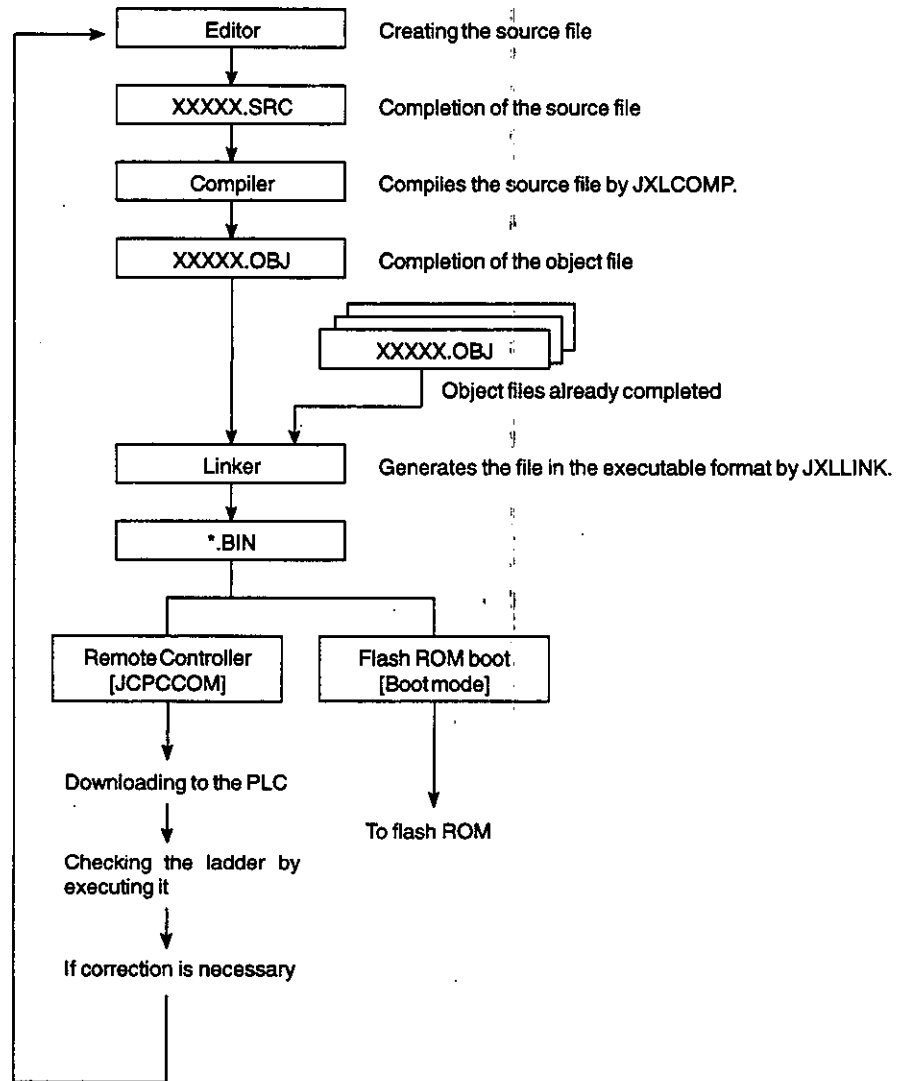 Editor
Creating the source file
XXXXX.SRC
Completion of the source file
Compiler
Compiles the source file by JXLCOMP.
XXXXX.OBJ
Completion of the object file
XXXXX.OBJ
Object files already completed
Linker
Generates the file in the executable format by JXLLINK.
*.BIN
Remote Controller
[JCPCCOM]
Flash ROM boot.
[Boot mode]
Downloading to the PLC
To flash ROM
Checking the ladder by
executing it
If correction is necessary